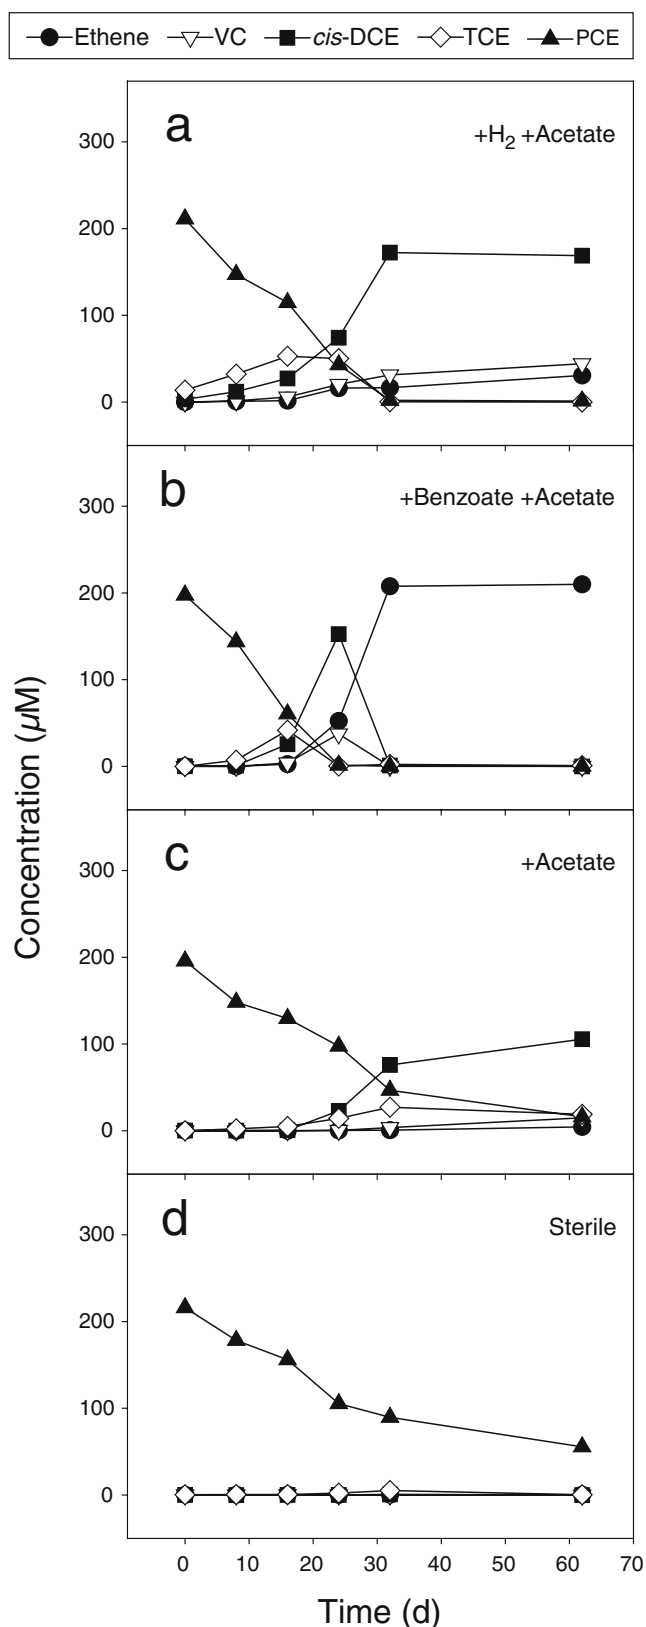 Ethene VC cis-DCE TCE PCE
a +H2 +Acetate
300
200
100
0
b +Benzoate +Acetate
300
200
100
0
c +Acetate
300
200
100
0
d Sterile
300
200
100
0
Concentration (µM)
0 10 20 30 40 50 60 70
Time (d)